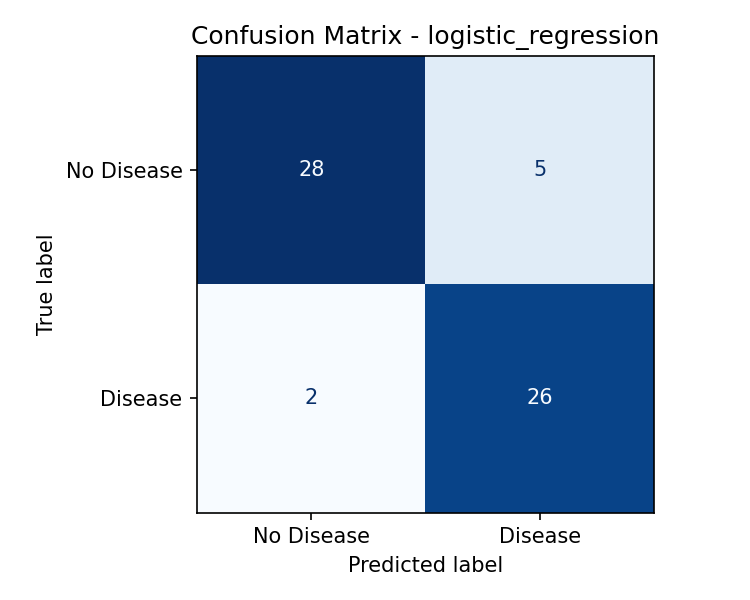 Confusion Matrix - logistic_regression
No Disease
28
5
True label
Disease
2
26
No Disease
Disease
Predicted label